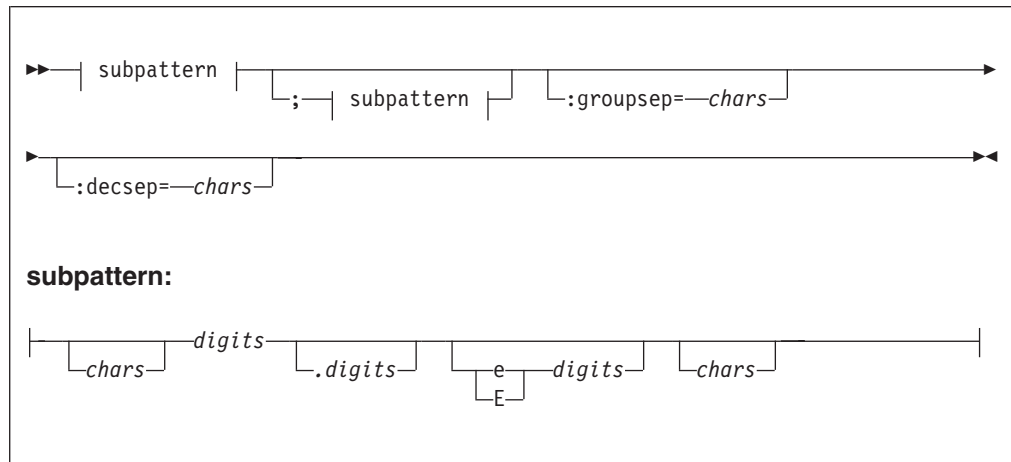 subpattern
; subpattern :groupsep= chars
:decsep= chars
subpattern:
digits
chars .digits e digits chars
E